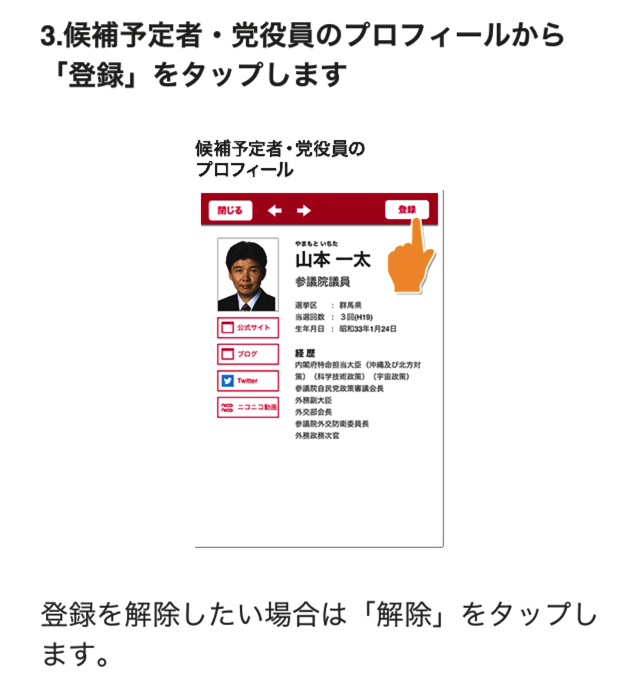 3.候補予定者・党役員のプロフィールから
「登録」をタップします
候補予定者・党役員の
プロフィール
閉じる
登録
やまもと いちた
山本 一太
参議院議員
選挙区 ： 群馬県
当選回数 ： 3回(H19)
生年月日 ： 昭和33年1月24日
公式サイト
ブログ
Twitter
niconico ニコニコ動画
経歴
内閣府特命担当大臣（沖縄及び北方対
策）（科学技術政策）（宇宙政策）
参議院自民党政策審議会長
外務副大臣
外交部会長
参議院外交防衛委員長
外務政務次官
登録を解除したい場合は「解除」をタップし
ます。